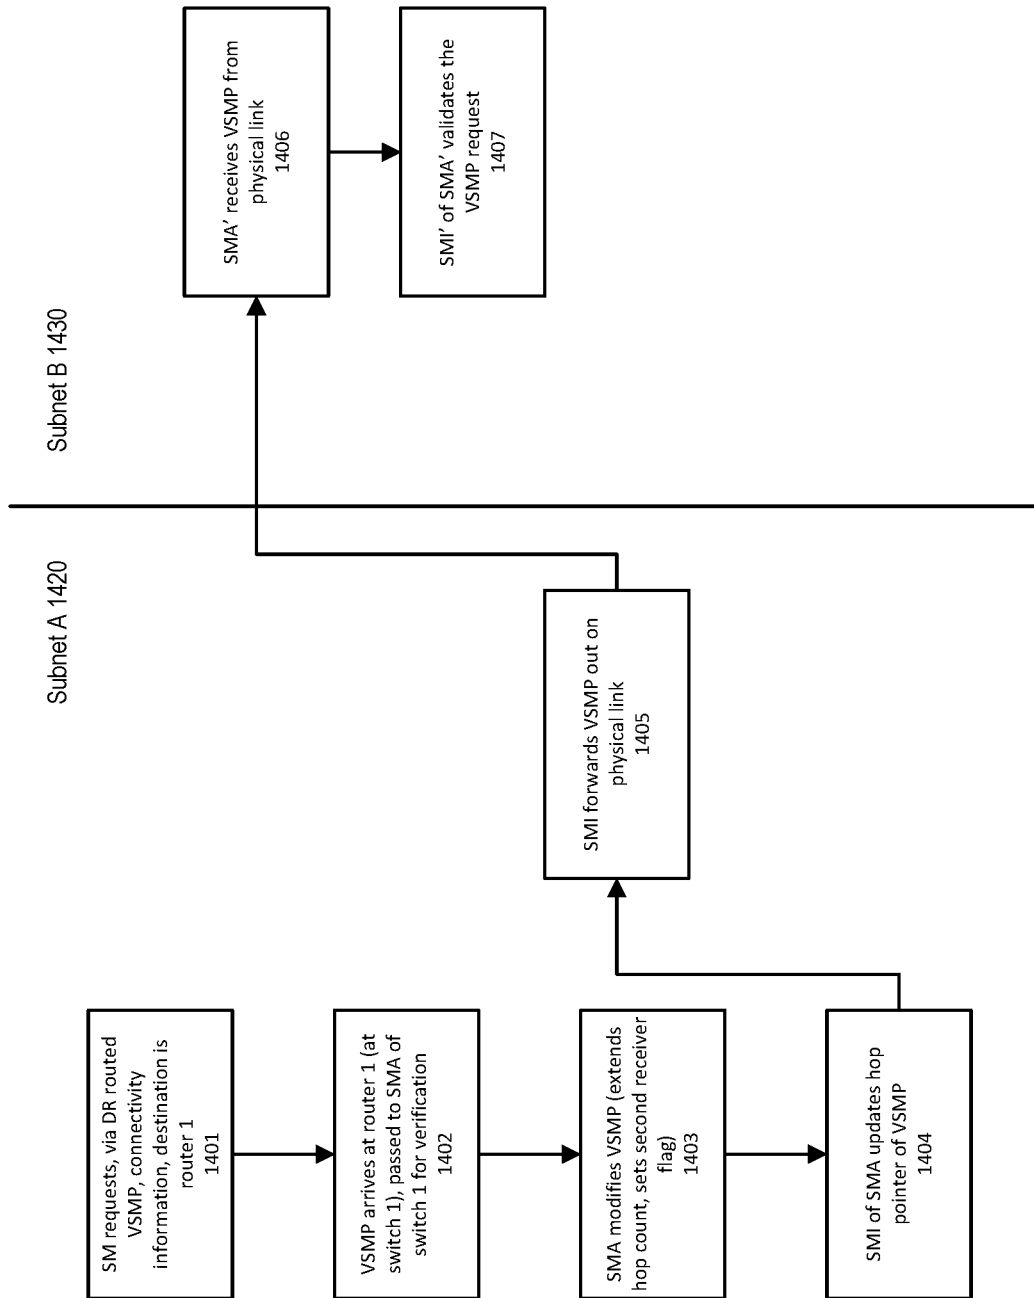 Subnet A 1420
Subnet B 1430
SM requests, via DR routed
VSMP, connectivity
information, destination is
router 1
1401
VSMP arrives at router 1 (at
switch 1), passed to SMA of
switch 1 for verification
1402
SMA modifies VSMP (extends
hop count, sets second receiver
flag)
1403
SMI of SMA updates hop
pointer of VSMP
1404
SMI forwards VSMP out on
physical link
1405
SMA’ receives VSMP from
physical link
1406
SMI’ of SMA’ validates the
VSMP request
1407